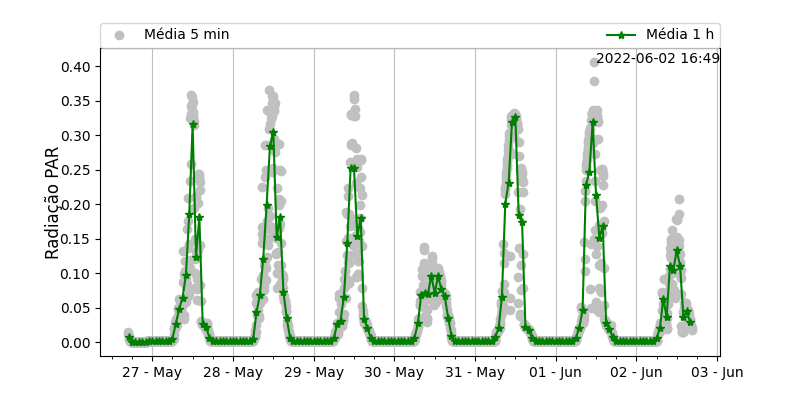 Média 5 min
Média 1 h
2022-06-02 16:49
Radiação PAR
0.40
0.35
0.30
0.25
0.20
0.15
0.10
0.05
0.00
27 - May
28 - May
29 - May
30 - May
31 - May
01 - Jun
02 - Jun
03 - Jun